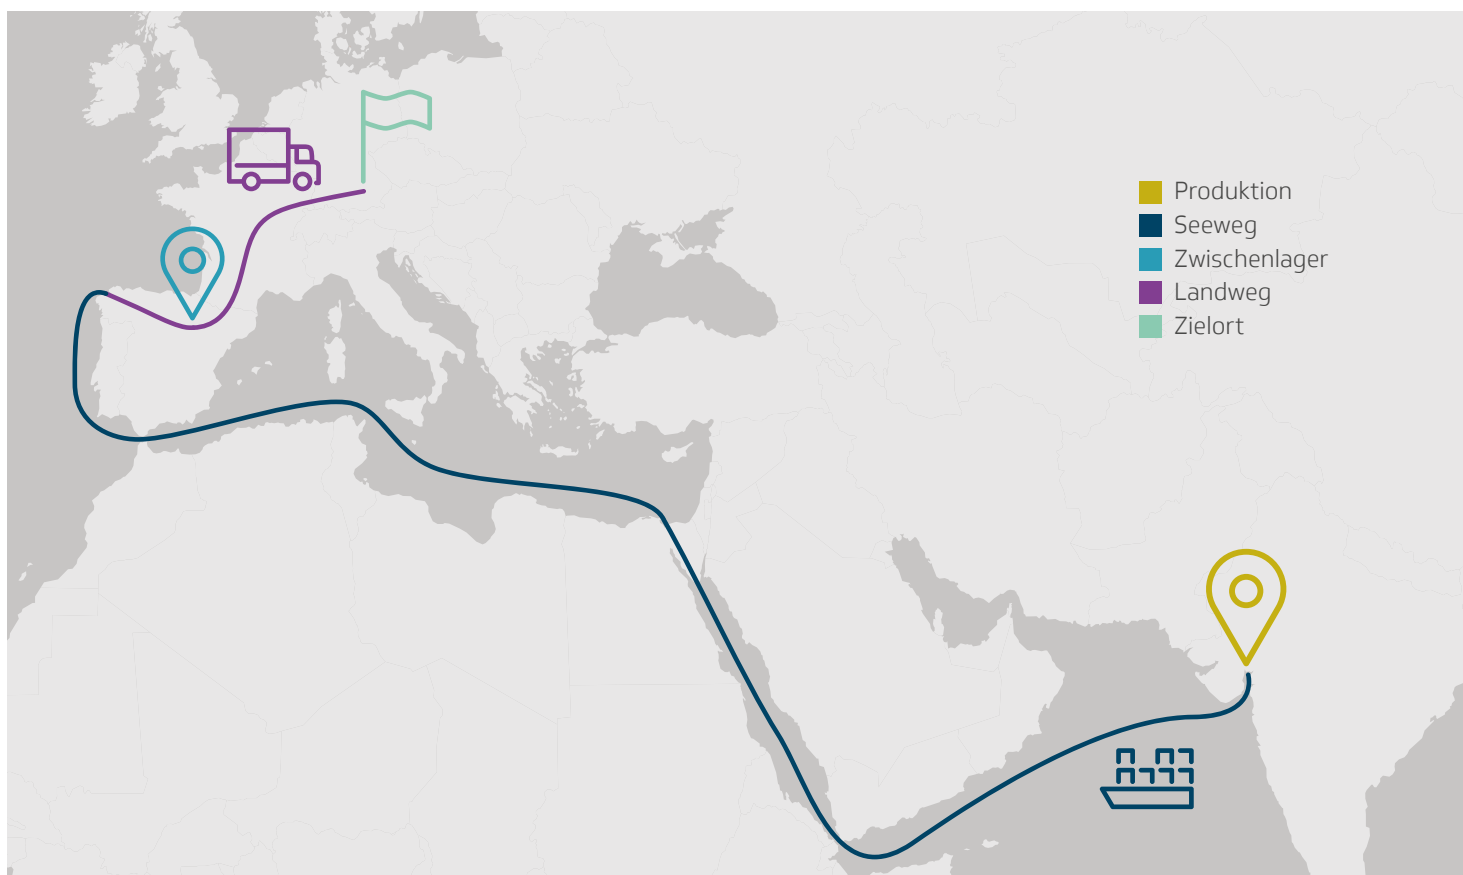 Produktion
Seeweg
Zwischenlager
Landweg
Zielort